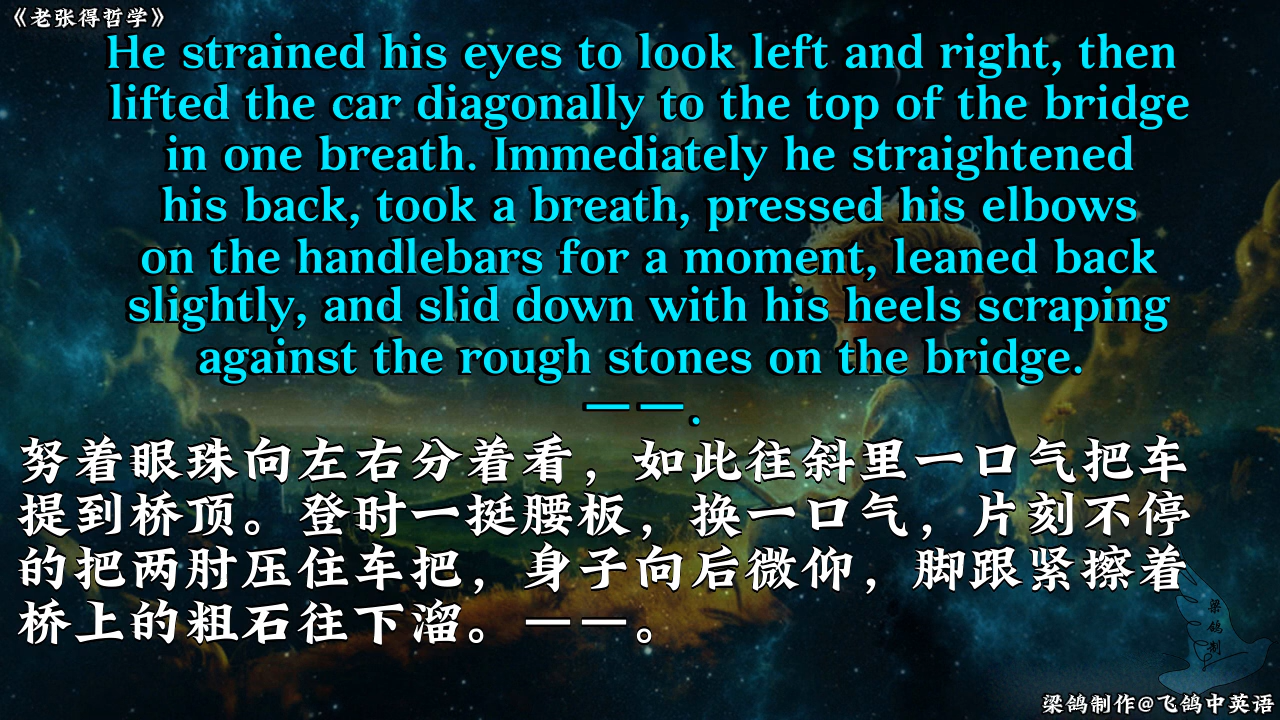 《老张得哲学》
He strained his eyes to look left and right, then
lifted the car diagonally to the top of the bridge
in one breath. Immediately he straightened
his back, took a breath, pressed his elbows
on the handlebars for a moment, leaned back
slightly, and slid down with his heels scraping
against the rough stones on the bridge.
——.
努着眼珠向左右分着看，如此往斜里一口气把车
提到桥顶。登时一挺腰板，换一口气，片刻不停
的把两肘压住车把，身子向后微仰，脚跟紧擦着
桥上的粗石往下溜。——。
梁鸽制
梁鸽制作@飞鸽中英语